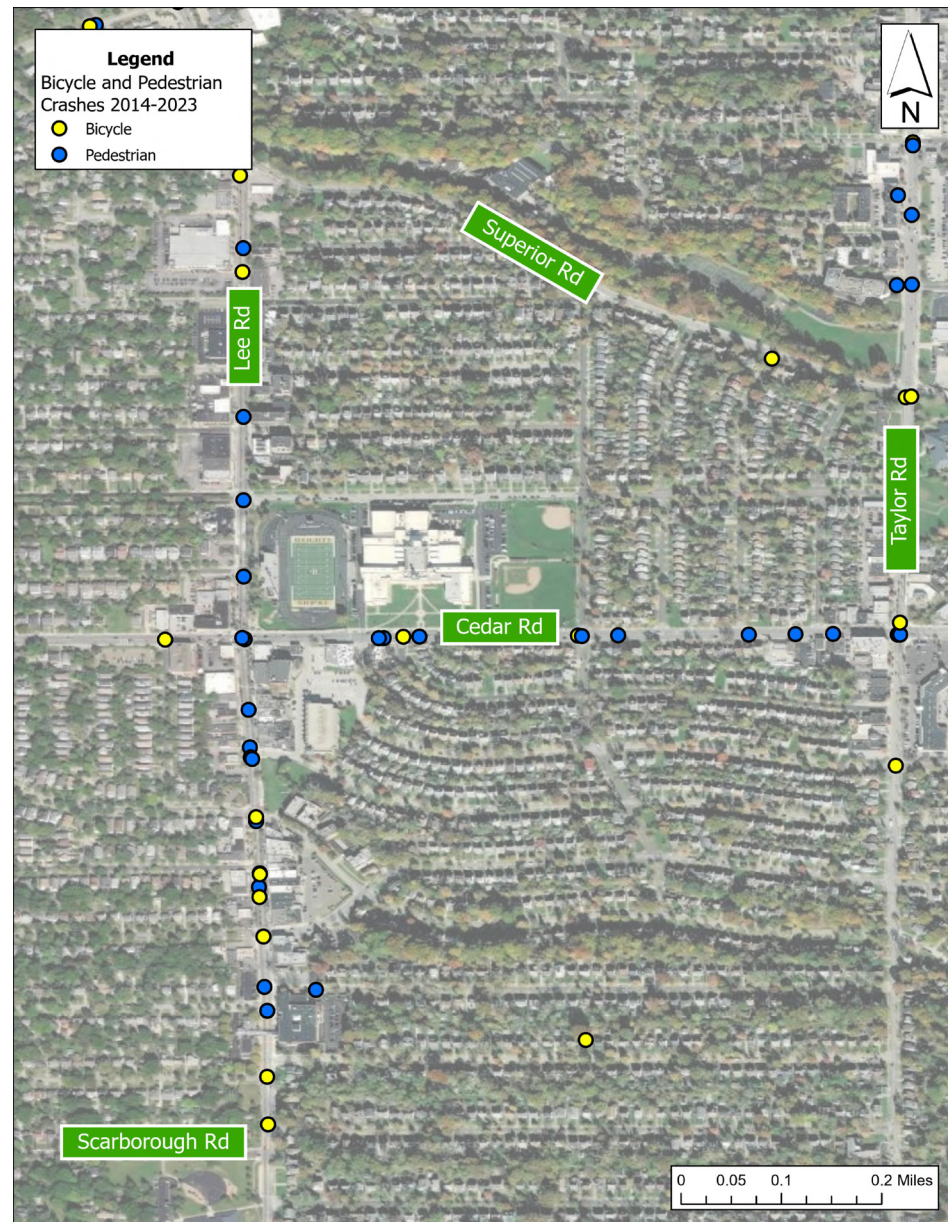 Legend
Bicycle and Pedestrian
Crashes 2014-2023
Bicycle
Pedestrian
N
Superior Rd
Lee Rd
Taylor Rd
HEIGHTS
Cedar Rd
Scarborough Rd
0 0.05 0.1 0.2 Miles